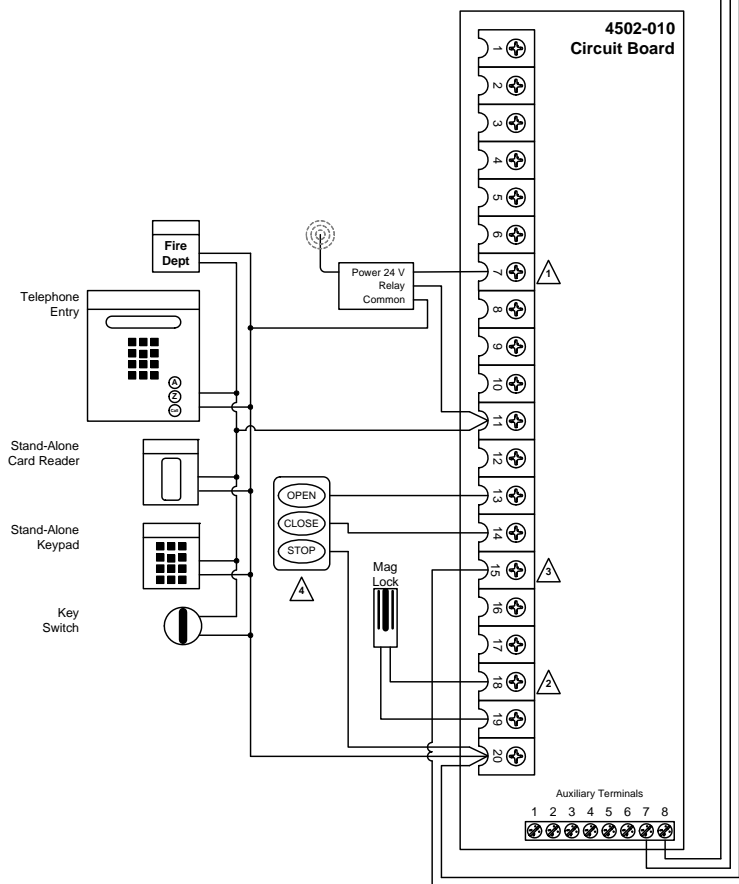 4502-010
Circuit Board
1
2
3
4
5
6
7
8
9
10
11
12
13
14
15
16
17
18
19
20
1
3
2
4
Fire
Dept
Telephone
Entry
A
Z
Call
Power 24 V
Relay
Common
Stand-Alone
Card Reader
Stand-Alone
Keypad
Key
Switch
OPEN
CLOSE
STOP
Mag
Lock
Auxiliary Terminals
1 2 3 4 5 6 7 8